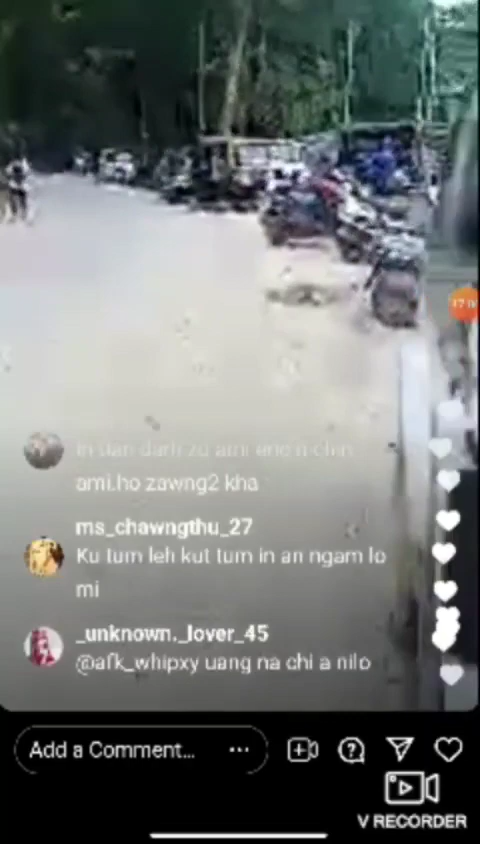 ami.ho zawng2 kha
ms_chawngthu_27
Ku tum leh kut tum in an ngam lo
mi
_unknown._lover_45
@afk_whipxy uang na chi a nilo
Add a Comment...
V RECORDER